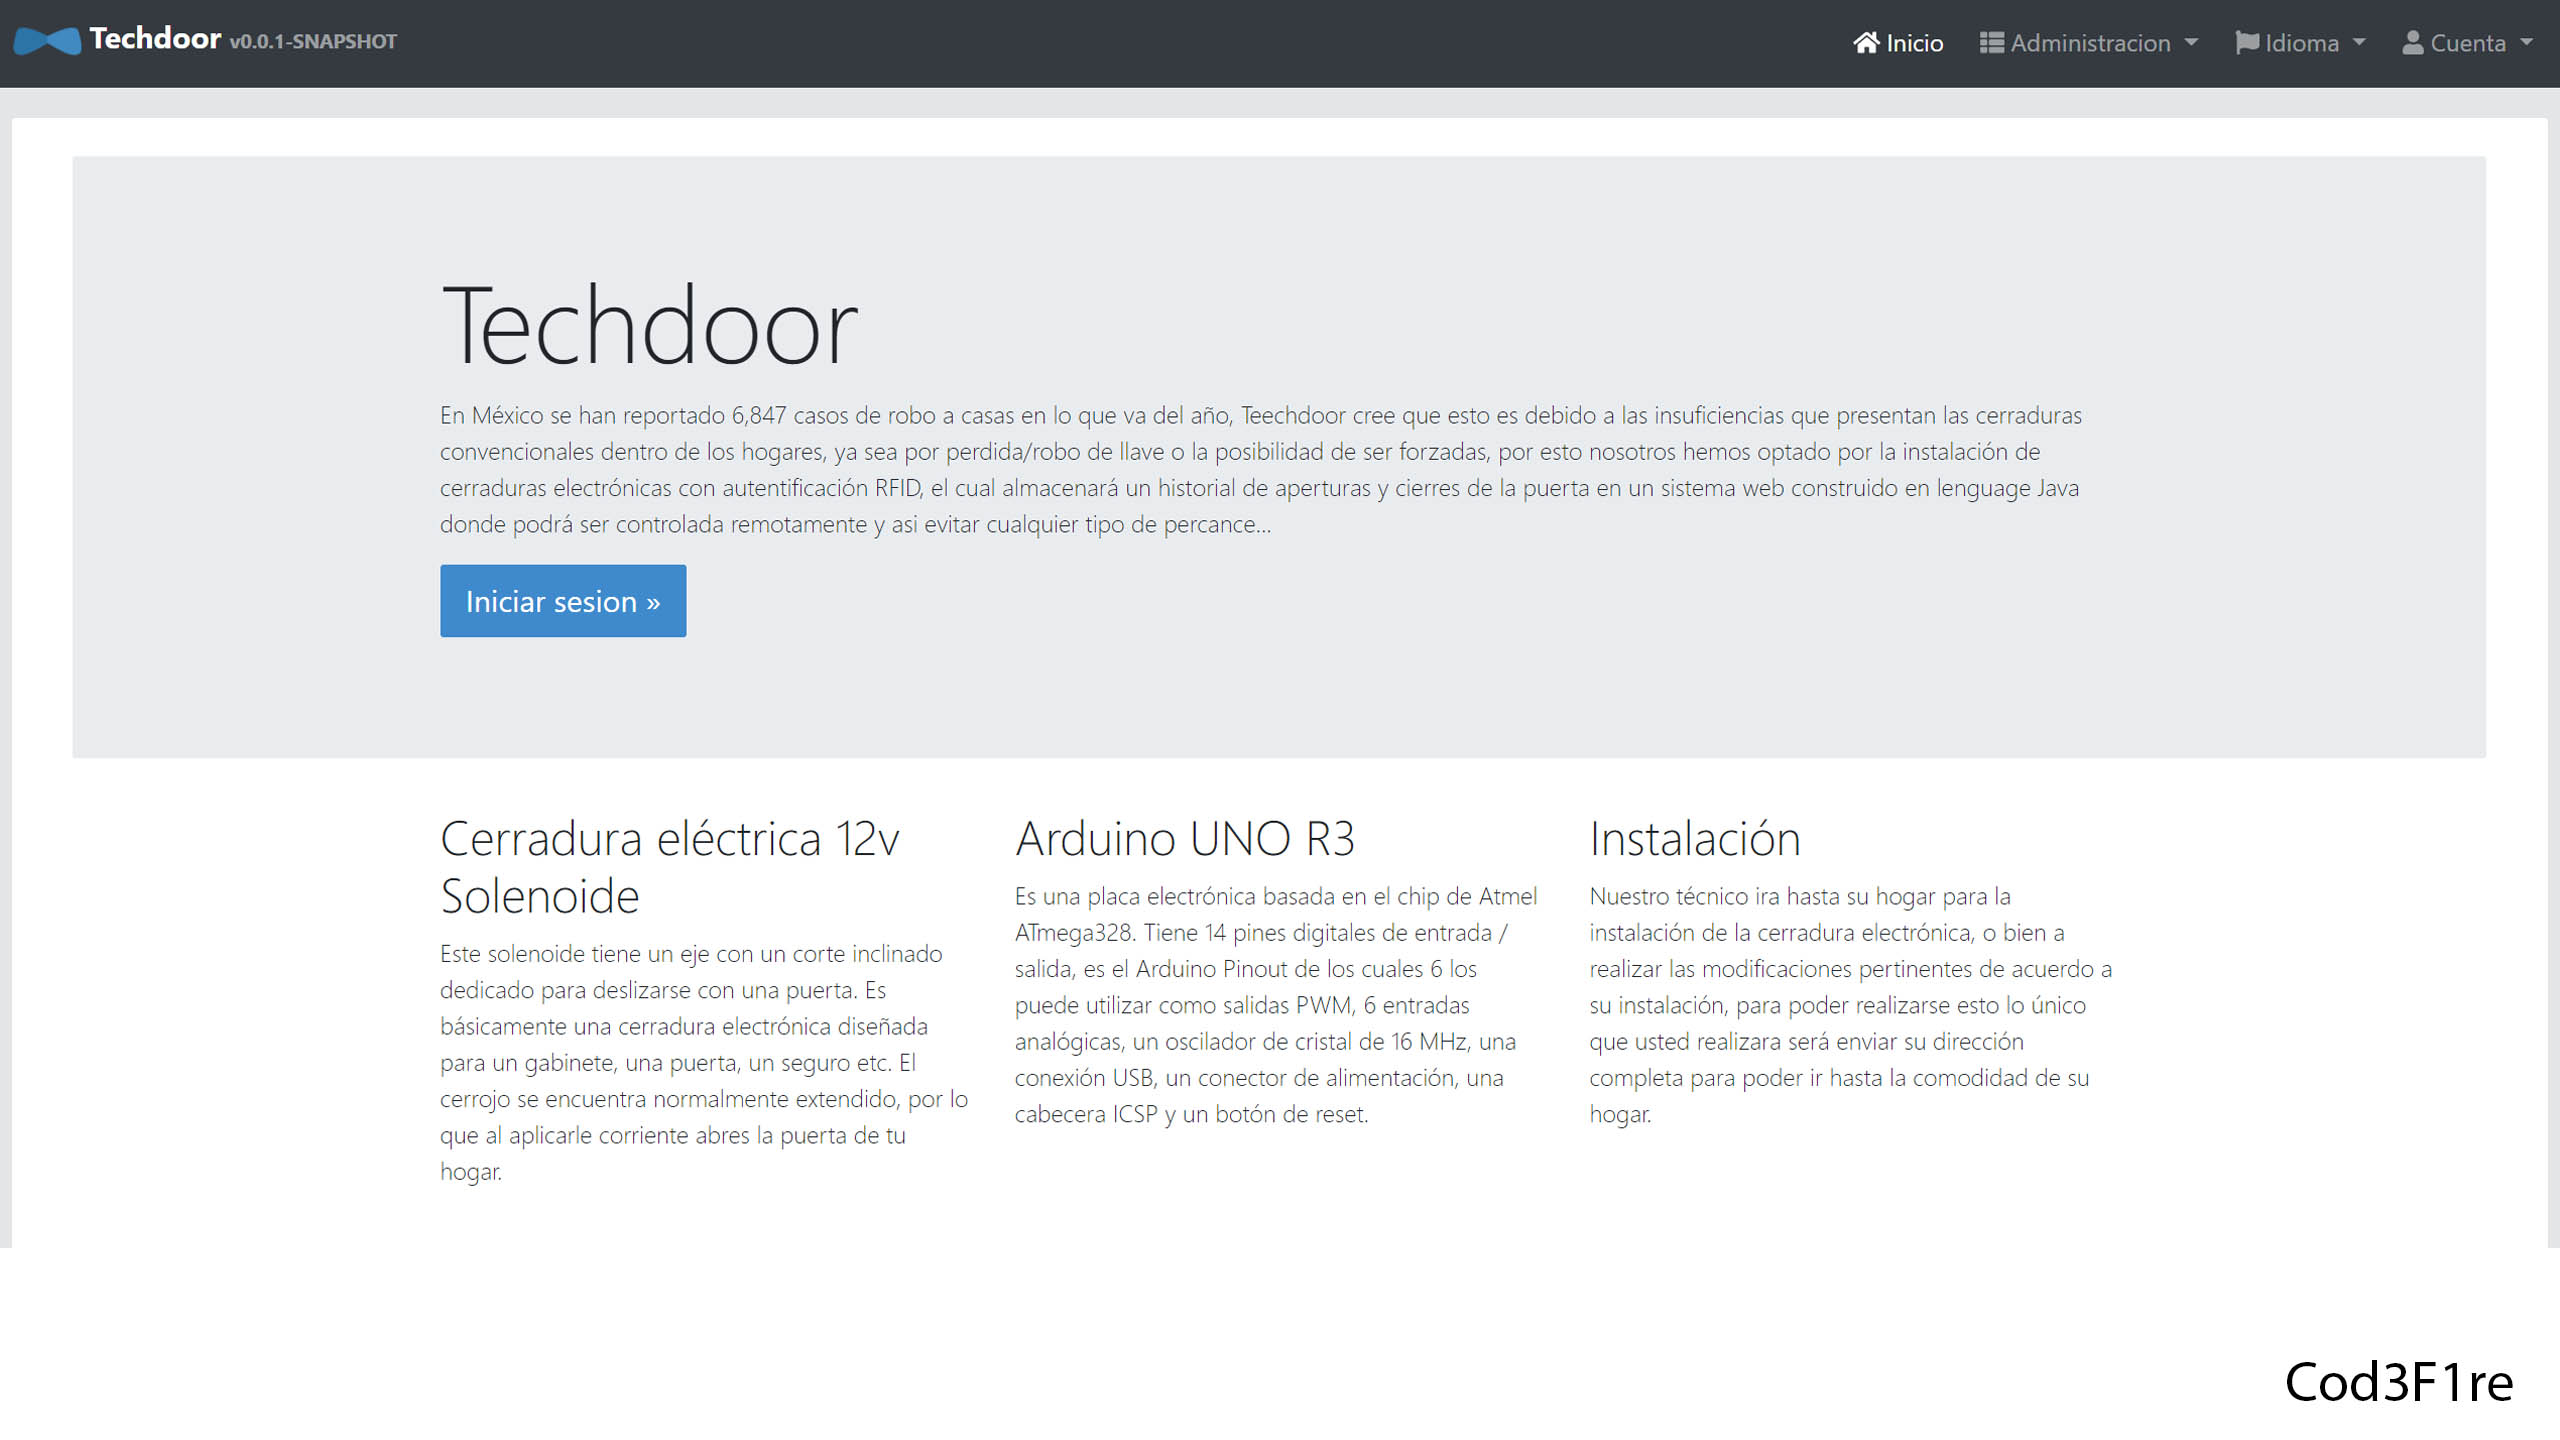 Techdoor v0.0.1-SNAPSHOT
Inicio Administracion Idioma Cuenta
Techdoor
En México se han reportado 6,847 casos de robo a casas en lo que va del año, Teechdoor cree que esto es debido a las insuficiencias que presentan las cerraduras
convencionales dentro de los hogares, ya sea por perdida/robo de llave o la posibilidad de ser forzadas, por esto nosotros hemos optado por la instalación de
cerraduras electrónicas con autentificación RFID, el cual almacenará un historial de aperturas y cierres de la puerta en un sistema web construido en lenguage Java
donde podrá ser controlada remotamente y asi evitar cualquier tipo de percance...
Iniciar sesion »
Cerradura eléctrica 12v
Solenoide
Este solenoide tiene un eje con un corte inclinado
dedicado para deslizarse con una puerta. Es
básicamente una cerradura electrónica diseñada
para un gabinete, una puerta, un seguro etc. El
cerrojo se encuentra normalmente extendido, por lo
que al aplicarle corriente abres la puerta de tu
hogar.
Arduino UNO R3
Es una placa electrónica basada en el chip de Atmel
ATmega328. Tiene 14 pines digitales de entrada /
salida, es el Arduino Pinout de los cuales 6 los
puede utilizar como salidas PWM, 6 entradas
analógicas, un oscilador de cristal de 16 MHz, una
conexión USB, un conector de alimentación, una
cabecera ICSP y un botón de reset.
Instalación
Nuestro técnico ira hasta su hogar para la
instalación de la cerradura electrónica, o bien a
realizar las modificaciones pertinentes de acuerdo a
su instalación, para poder realizarse esto lo único
que usted realizara será enviar su dirección
completa para poder ir hasta la comodidad de su
hogar.
Cod3F1re